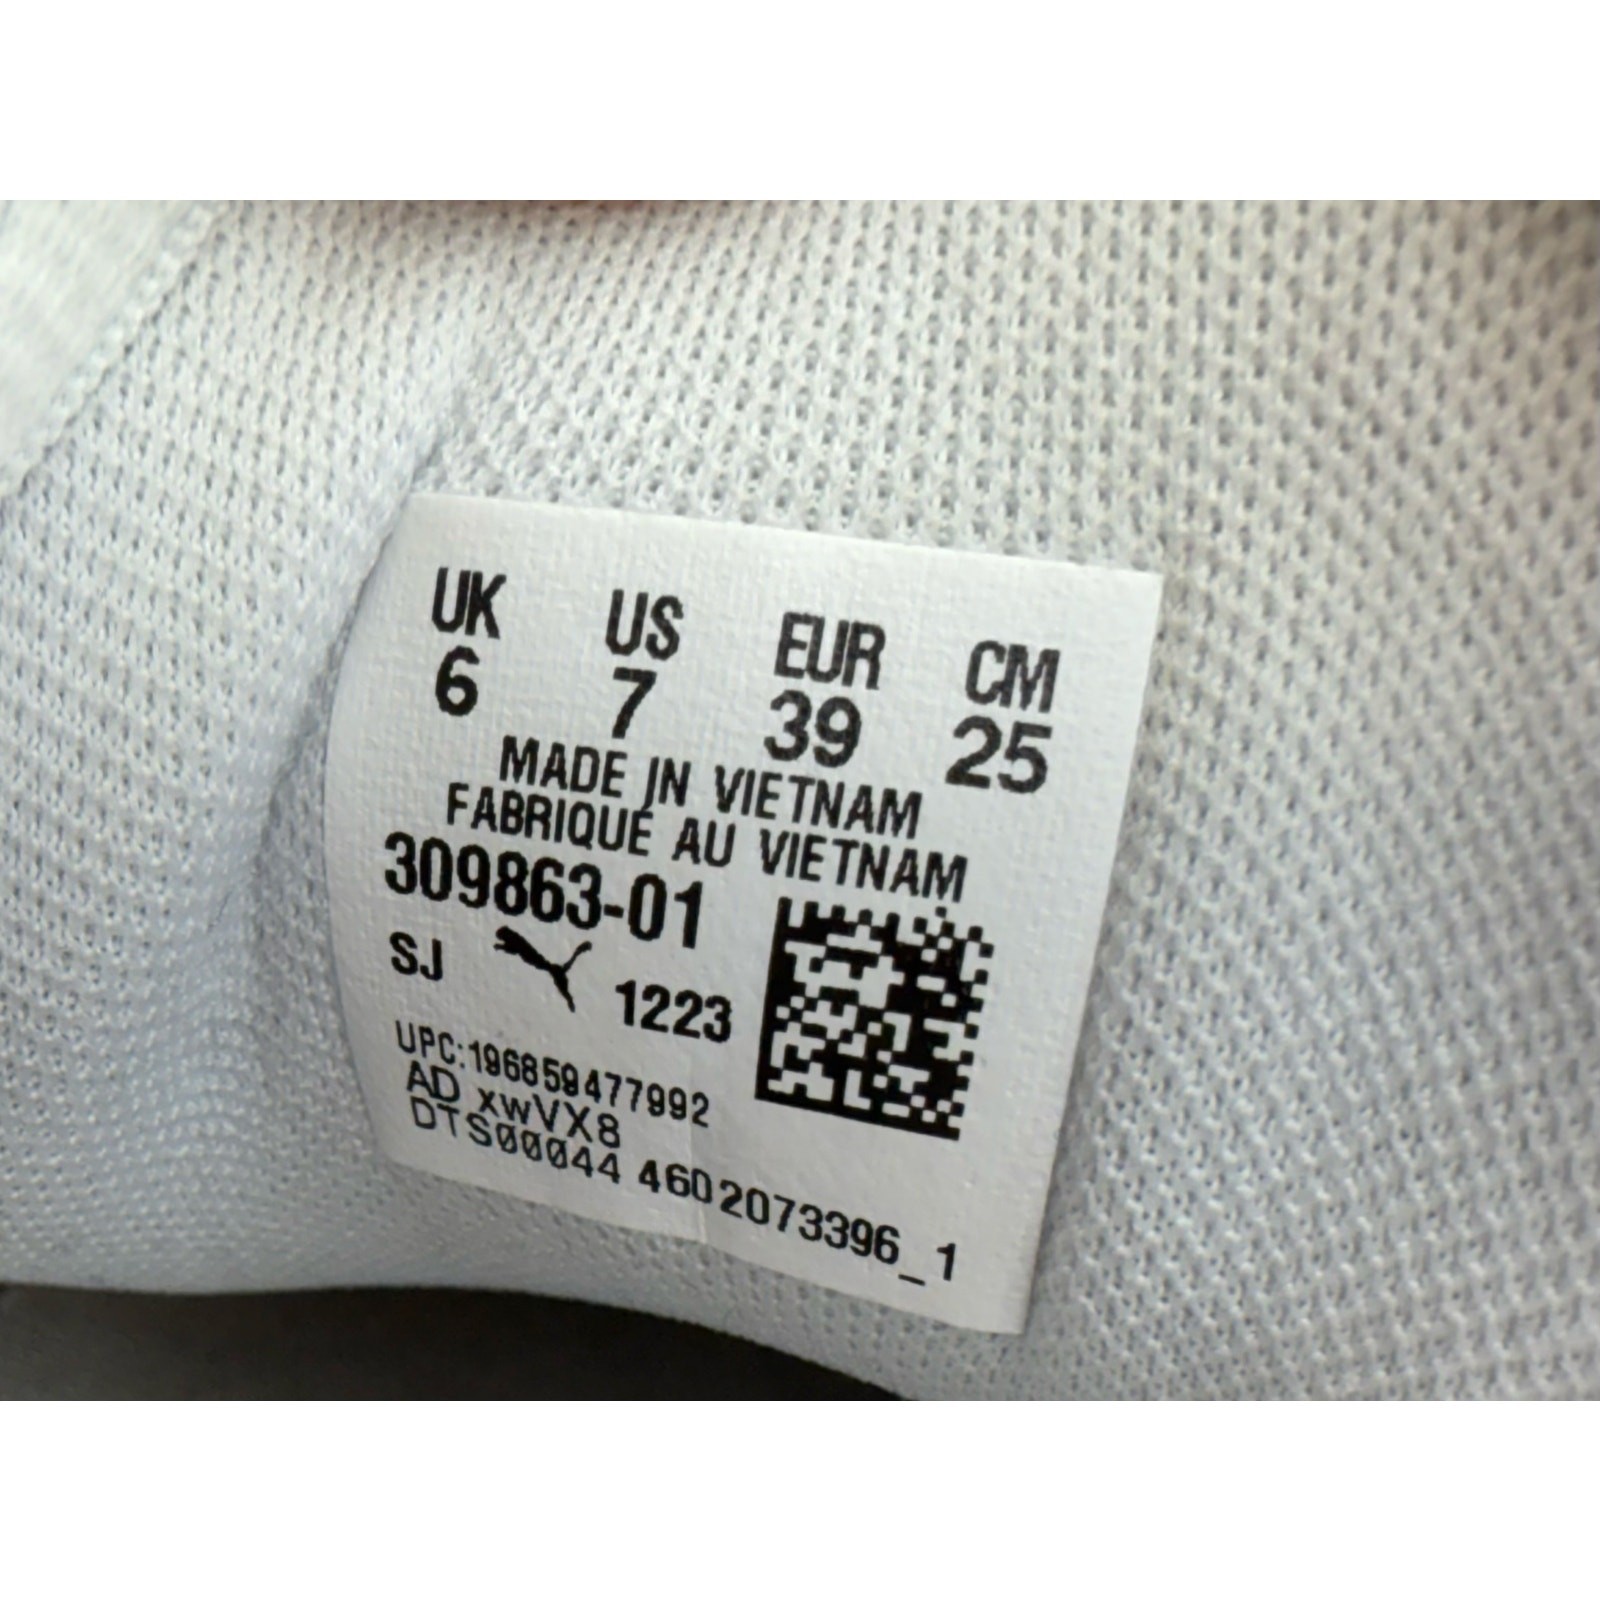 UK US EUR CM
6 7 39 25
MADE IN VIETNAM
FABRIQUÉ AU VIETNAM
309863-01
SJ 1223
UPC:196859477992
AD xwVX8
DTS00044 4602073396_1